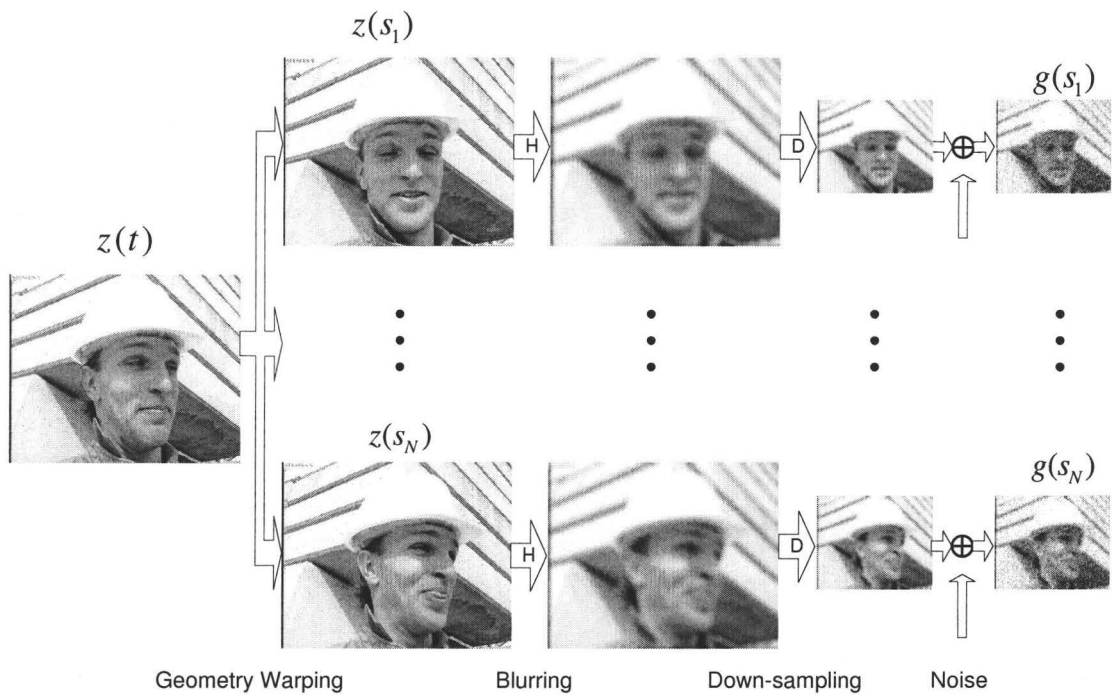 z(s₁)
g(s₁)
H
D
z(t)
z(s_N)
g(s_N)
H
D
Geometry Warping Blurring Down-sampling Noise